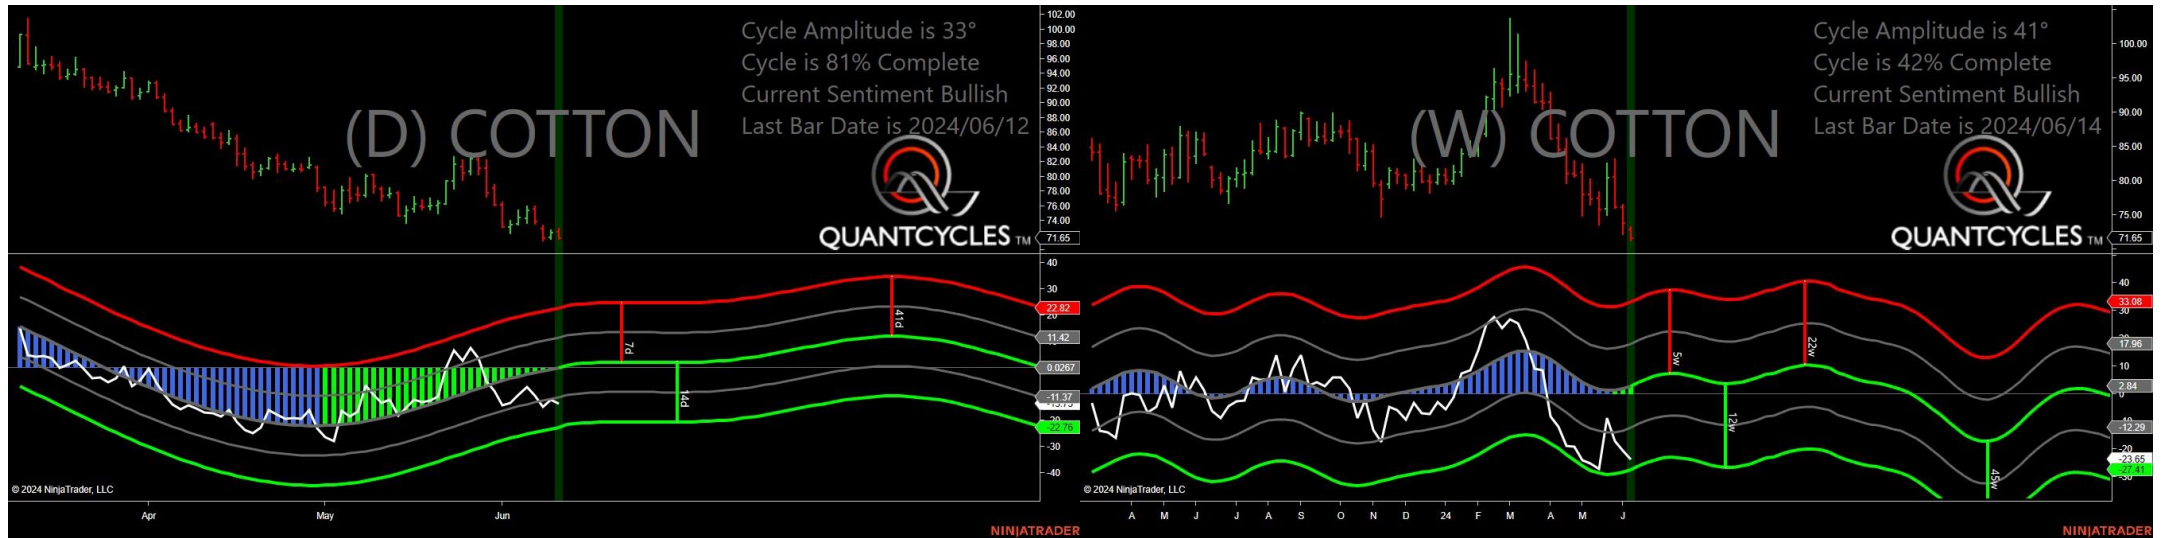 Cycle Amplitude is 33°
Cycle is 81% Complete
Current Sentiment Bullish
Last Bar Date is 2024/06/12
(D) COTTON
QUANTCYCLES TM
102.00
100.00
98.00
96.00
94.00
92.00
90.00
88.00
86.00
84.00
82.00
80.00
78.00
76.00
74.00
71.65
40
30
22.82
20
11.42
0.0267
-11.37
-22.76
-30
-40
7d
14d
41d
© 2024 NinjaTrader, LLC
Apr
May
Jun
NINJATRADER
Cycle Amplitude is 41°
Cycle is 42% Complete
Current Sentiment Bullish
Last Bar Date is 2024/06/14
(W) COTTON
QUANTCYCLES TM
100.00
95.00
90.00
85.00
80.00
75.00
71.65
40
33.08
30
20
17.96
10
2.84
0
-10
-12.29
-20
-23.65
-27.41
-30
5w
12w
22w
45w
© 2024 NinjaTrader, LLC
A M J J A S O N D 24 F M A M J
NINJATRADER